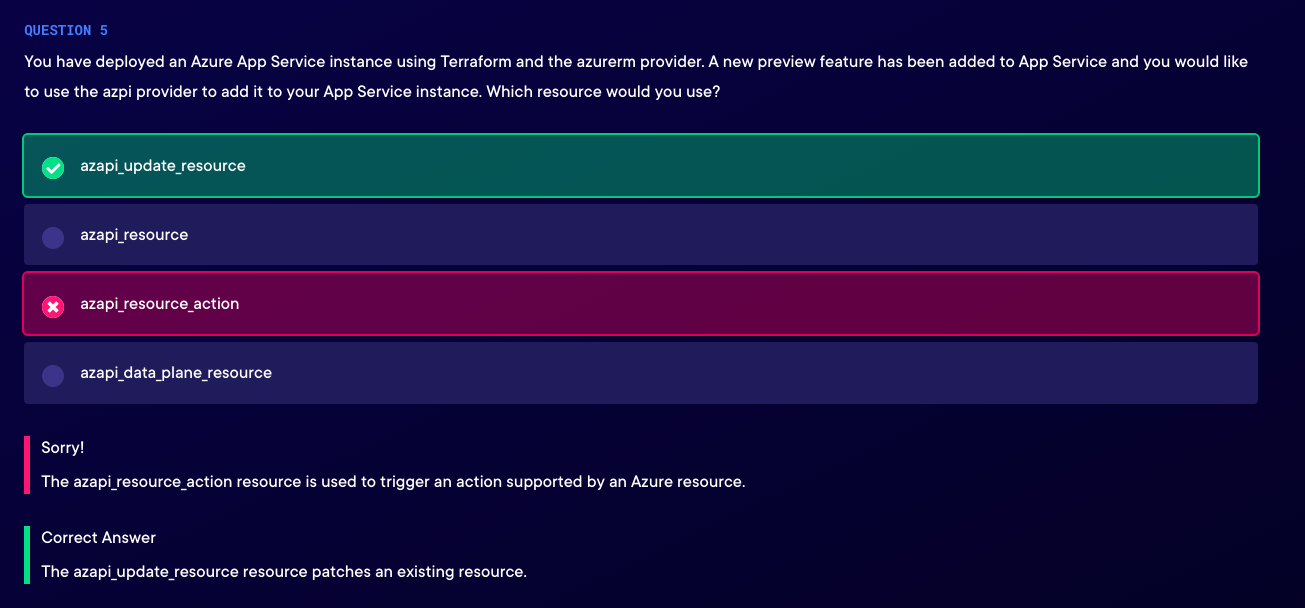 QUESTION 5
You have deployed an Azure App Service instance using Terraform and the azurerm provider. A new preview feature has been added to App Service and you would like
to use the azpi provider to add it to your App Service instance. Which resource would you use?
azapi_update_resource
azapi_resource
azapi_resource_action
azapi_data_plane_resource
Sorry!
The azapi_resource_action resource is used to trigger an action supported by an Azure resource.
Correct Answer
The azapi_update_resource resource patches an existing resource.